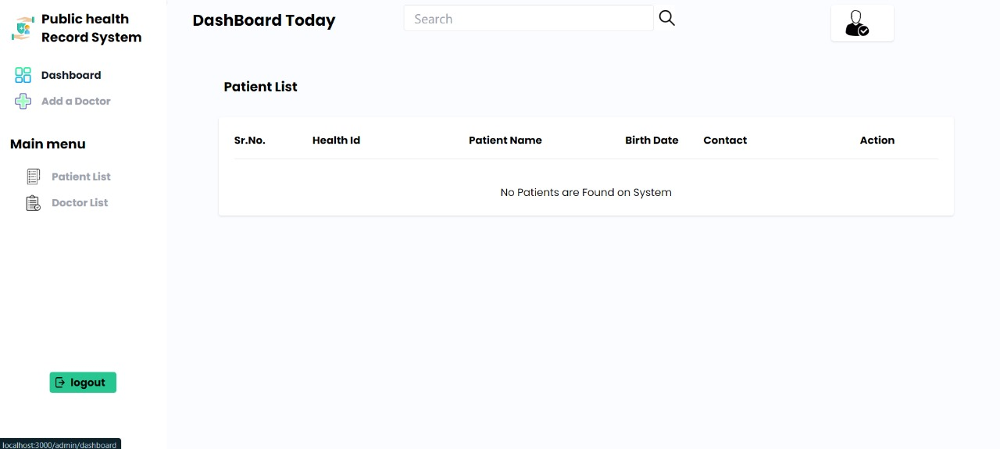 Public health
Record System
Dashboard
Add a Doctor
Main menu
Patient List
Doctor List
logout
DashBoard Today
Search
Patient List
Sr.No. Health Id Patient Name Birth Date Contact Action
No Patients are Found on System
localhost:3000/admin/dashboard